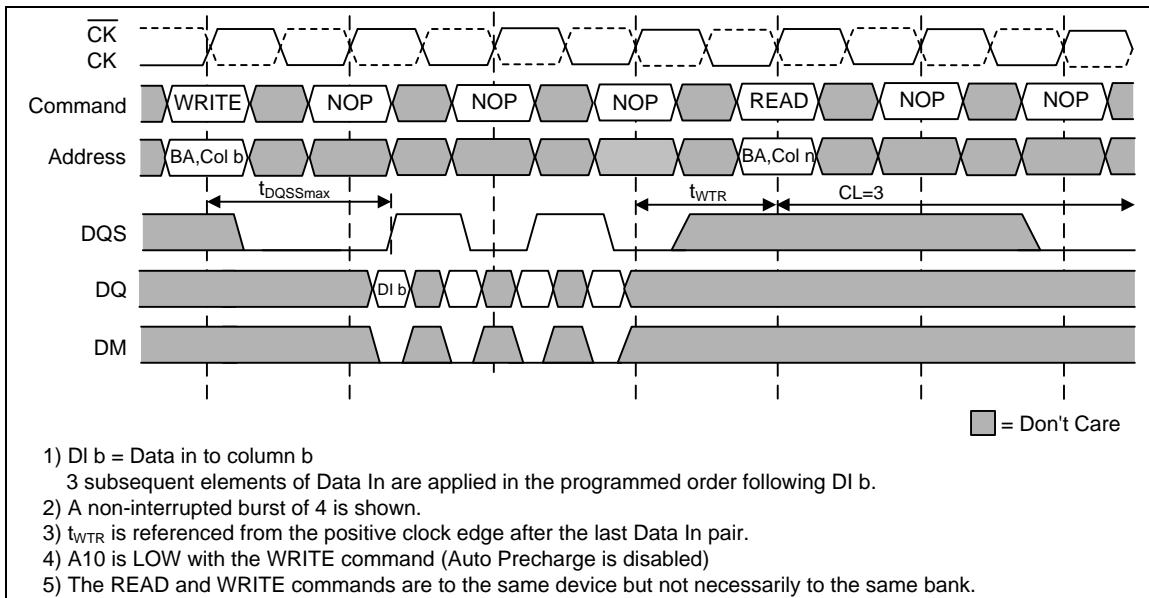 CK
CK
Command WRITE NOP NOP NOP READ NOP NOP
Address BA,Col b BA,Col n
tDQSSmax tWTR CL=3
DQS
DQ DI b
DM
= Don't Care
1) DI b = Data in to column b
3 subsequent elements of Data In are applied in the programmed order following DI b.
2) A non-interrupted burst of 4 is shown.
3) tWTR is referenced from the positive clock edge after the last Data In pair.
4) A10 is LOW with the WRITE command (Auto Precharge is disabled)
5) The READ and WRITE commands are to the same device but not necessarily to the same bank.